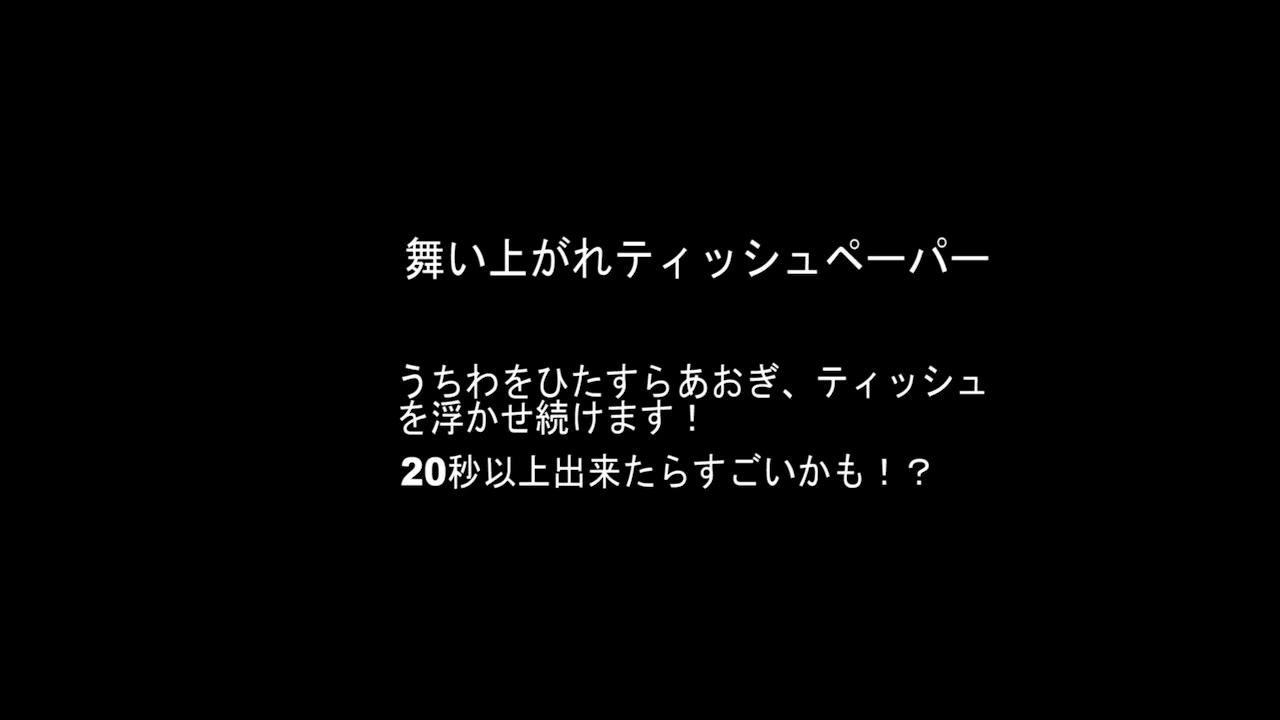 舞い上がれティッシュペーパー
うちわをひたすらあおぎ、ティッシュ
を浮かせ続けます！
20秒以上出来たらすごいかも！？